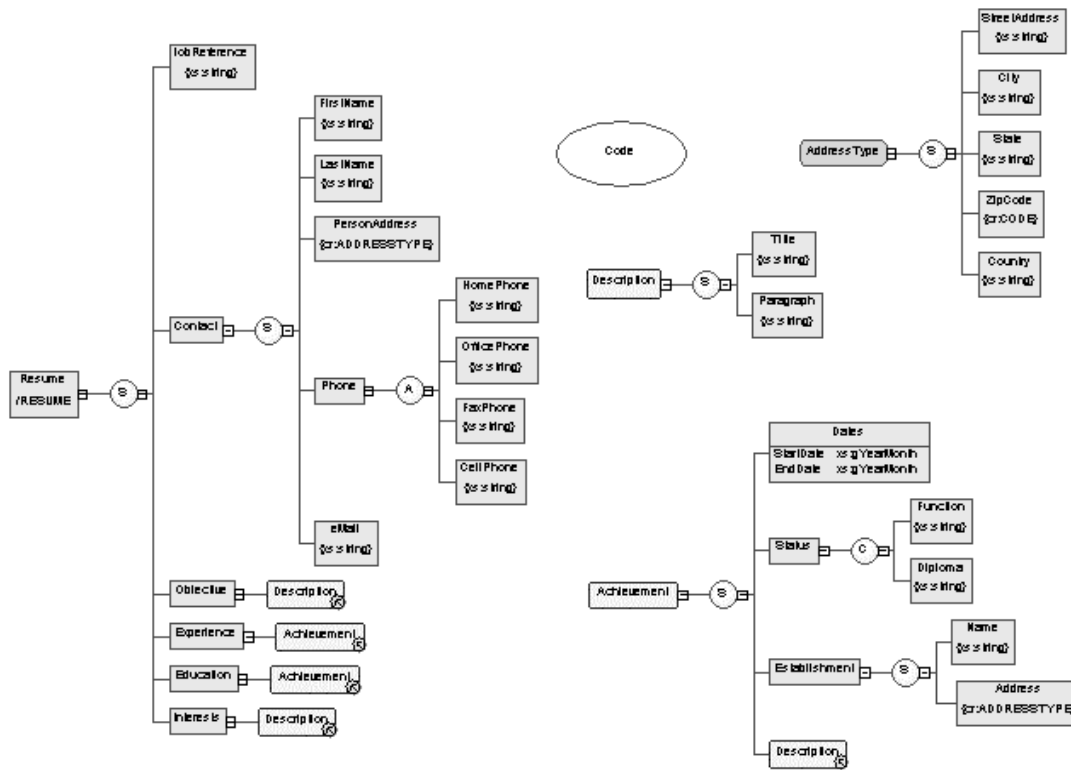 JobReference
{xs:string}
FirstName
{xs:string}
LastName
{xs:string}
PersonAddress
{cr:ADDRESSTYPE}
Contact
S
HomePhone
{xs:string}
OfficePhone
{xs:string}
Phone
A
FaxPhone
{xs:string}
CellPhone
{xs:string}
eMail
{xs:string}
Resume
/RESUME
S
Objective
Description
Experience
Achievement
Education
Achievement
Interests
Description
Code
AddressType
S
StreetAddress
{xs:string}
City
{xs:string}
State
{xs:string}
ZipCode
{cr:CODE}
Country
{xs:string}
Description
S
Title
{xs:string}
Paragraph
{xs:string}
Achievement
S
Dates
StartDate xs:gYearMonth
EndDate xs:gYearMonth
Status
C
Function
{xs:string}
Diploma
{xs:string}
Establishment
S
Name
{xs:string}
Address
{cr:ADDRESSTYPE}
Description